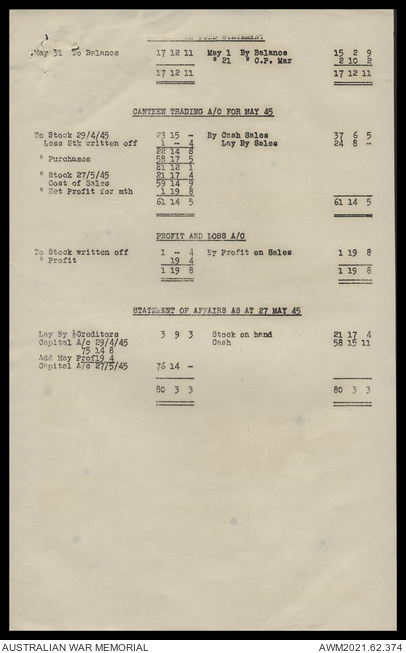 FUND STATEMENT
May 31 To Balance 17 12 11 May 1 By Balance 15 2 9
" 21 " C.P. Mar 2 10 2
17 12 11 17 12 11
CANTEEN TRADING A/C FOR MAY 45
To Stock 29/4/45 23 15 - By Cash Sales 37 6 5
Less Stk written off 1 - 4 Lay By Sales 24 8 -
22 14 8
" Purchases 58 17 5
81 12 1
" Stock 27/5/45 21 17 4
Cost of Sales 59 14 9
" Net Profit for mth 1 19 8
61 14 5 61 14 5
PROFIT AND LOSS A/C
To Stock written off 1 - 4 By Profit on Sales 1 19 8
" Profit 19 4
1 19 8 1 19 8
STATEMENT OF AFFAIRS AS AT 27 MAY 45
Lay By Creditors 3 9 3 Stock on hand 21 17 4
Capital A/c 29/4/45 Cash 58 15 11
75 14 8
Add May Prof19 4
Capital A/c 27/5/45 76 14 -
80 3 3 80 3 3
AUSTRALIAN WAR MEMORIAL AWM2021.62.374